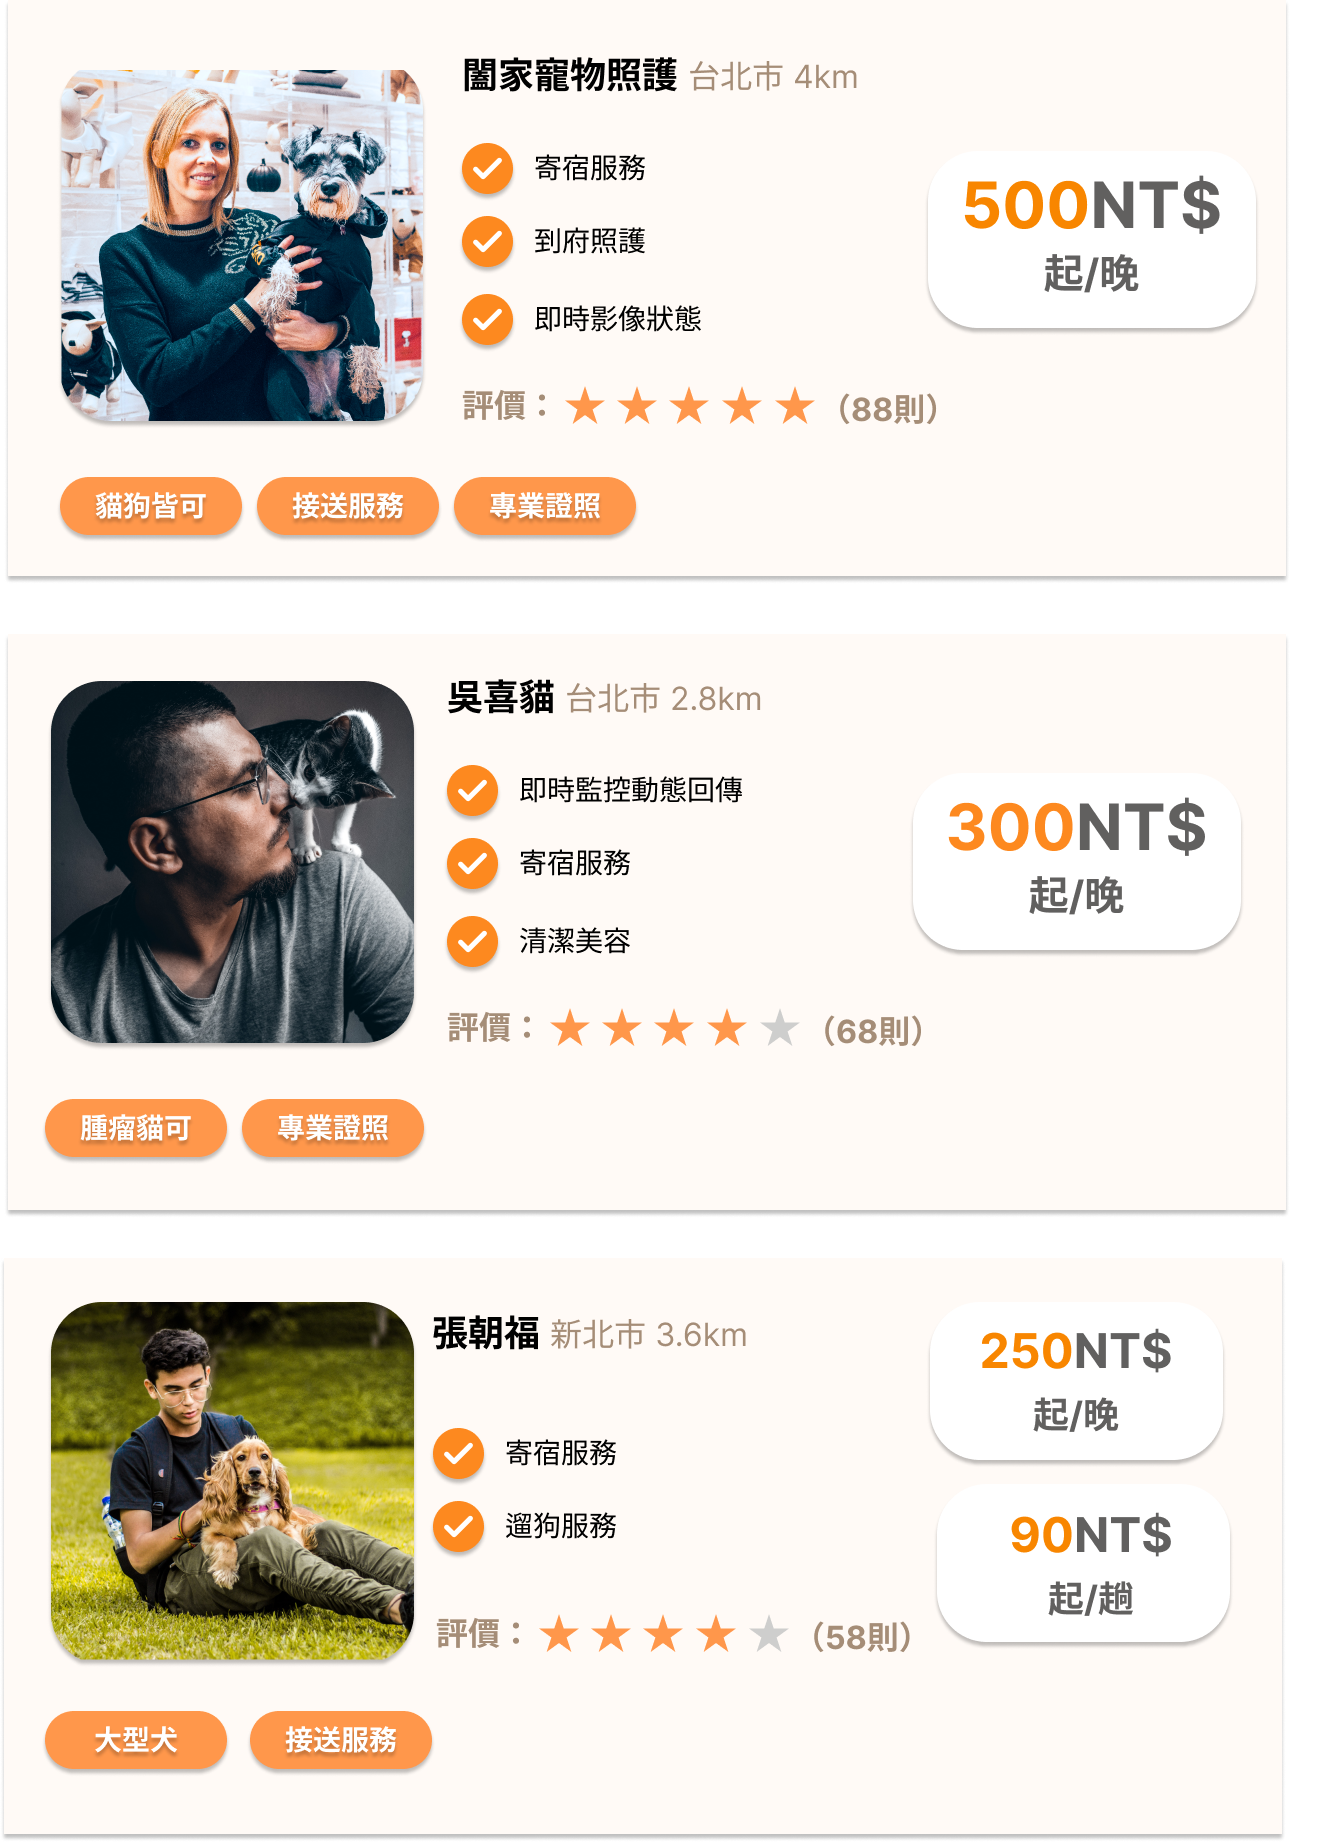 闔家寵物照護 台北市 4km
寄宿服務
到府照護
即時影像狀態
500NT$
起/晚
評價：★★★★★（88則）
貓狗皆可 接送服務 專業證照
吳喜貓 台北市 2.8km
即時監控動態回傳
寄宿服務
清潔美容
300NT$
起/晚
評價：★★★★★（68則）
腫瘤貓可 專業證照
張朝福 新北市 3.6km
寄宿服務
遛狗服務
250NT$
起/晚
90NT$
起/趟
評價：★★★★★（58則）
大型犬 接送服務